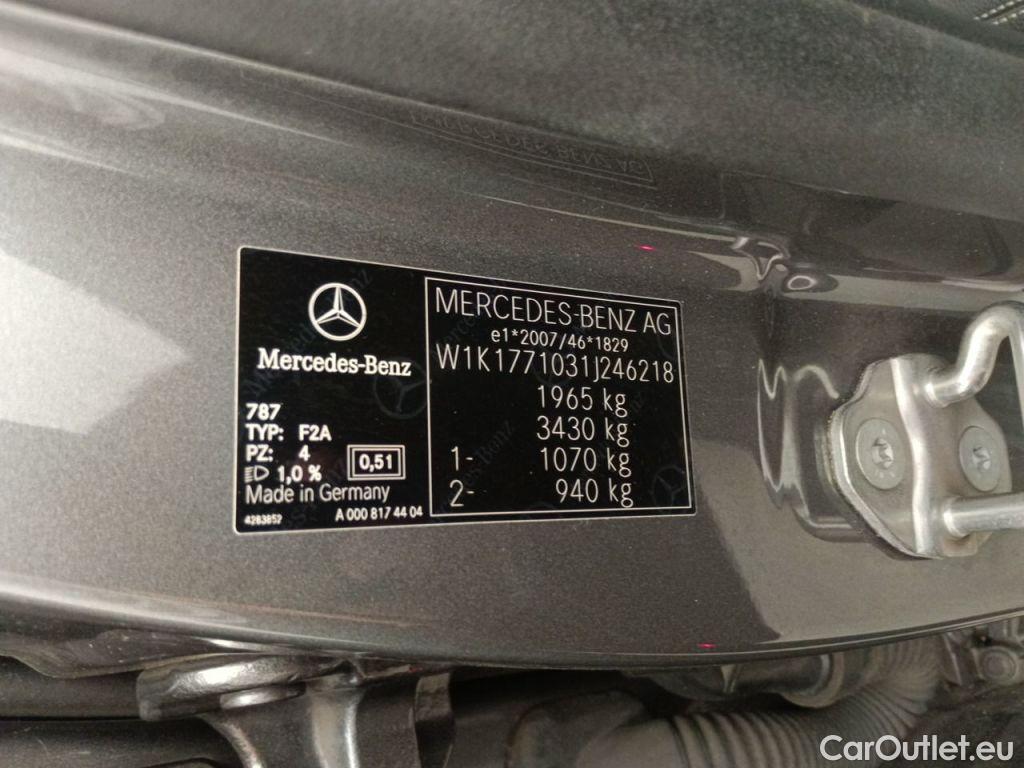 Mercedes-Benz
787
TYP: F2A
PZ: 4
1,0 %
0,51
Made in Germany
4283852
A 000 817 44 04
MERCEDES-BENZ AG
e1*2007/46*1829
W1K1771031J246218
1965 kg
3430 kg
1- 1070 kg
2- 940 kg
CarOutlet.eu